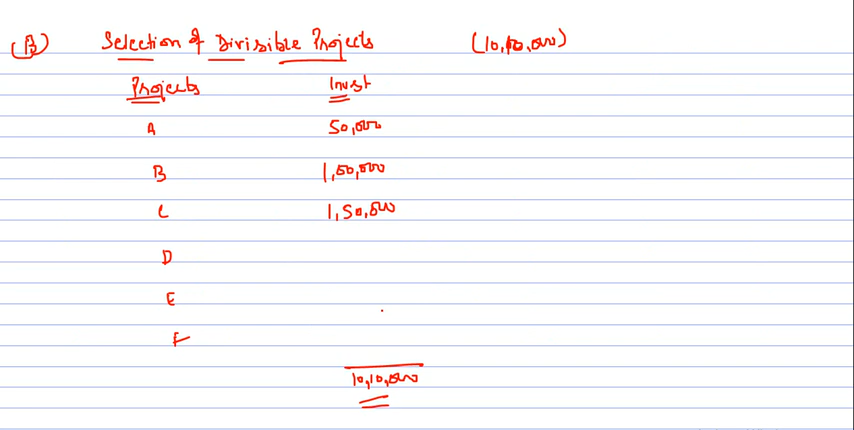 (B) Selection of Divisible Projects (10,10,000)
Projects Invest
A 50,000
B 1,50,000
C 1,50,000
D
E
F
10,10,000